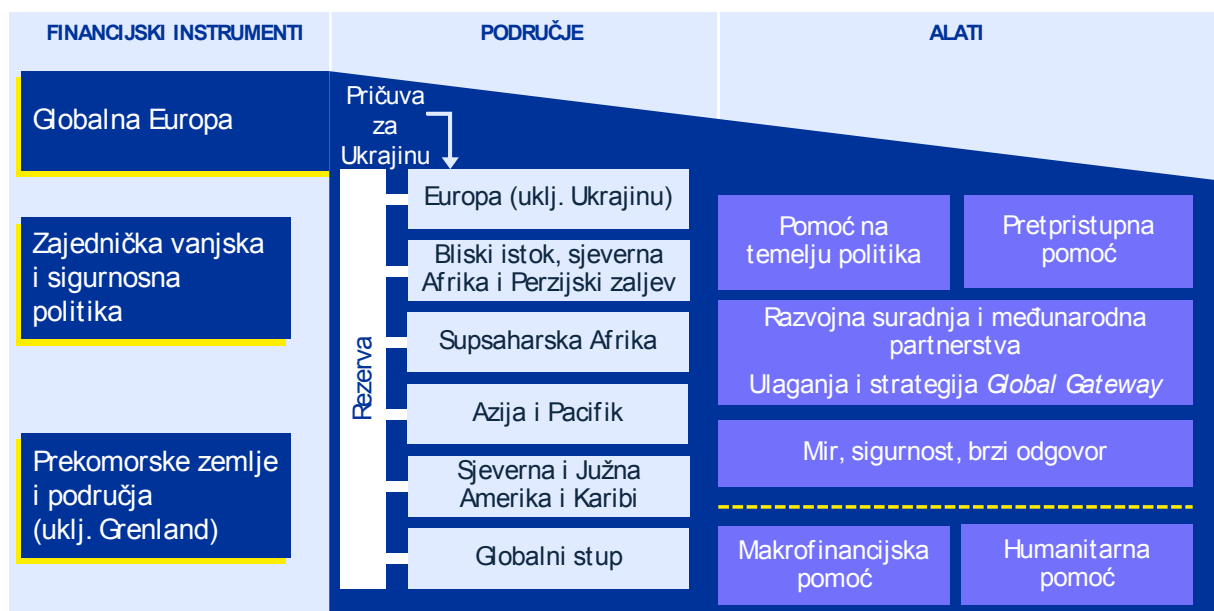 FINANCIJSKI INSTRUMENTI
PODRUČJE
ALATI
Globalna Europa
Zajednička vanjska
i sigurnosna
politika
Prekomorske zemlje
i područja
(uklj. Grenland)
Pričuva
za
Ukrajinu
Rezerva
Europa (uklj. Ukrajinu)
Bliski istok, sjeverna
Afrika i Perzijski zaljev
Supsaharska Afrika
Azija i Pacifik
Sjeverna i Južna
Amerika i Karibi
Globalni stup
Pomoć na
temelju politika
Pretpristupna
pomoć
Razvojna suradnja i međunarodna
partnerstva
Ulaganja i strategija Global Gateway
Mir, sigurnost, brzi odgovor
Makrofinancijska
pomoć
Humanitarna
pomoć